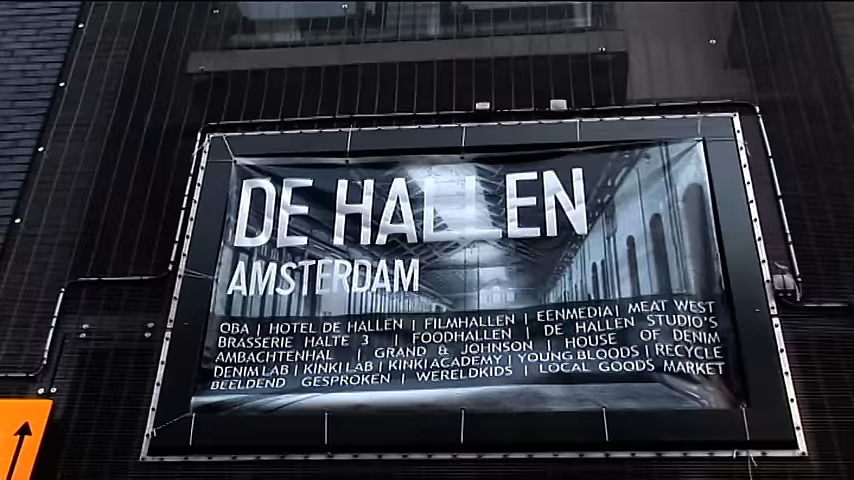 DE HALLEN
AMSTERDAM
OBA | HOTEL DE HALLEN | FILMHALLEN | EENMEDIA | MEAT WEST
BRASSERIE HALTE 3 | FOODHALLEN | DE HALLEN STUDIO'S
AMBACHTENHAL | GRAND & JOHNSON | HOUSE OF DENIM
DENIM LAB | KINKI LAB | KINKI ACADEMY | YOUNG BLOODS | RECYCLE
BEELDEND GESPROKEN | WERELDKIDS | LOCAL GOODS MARKET